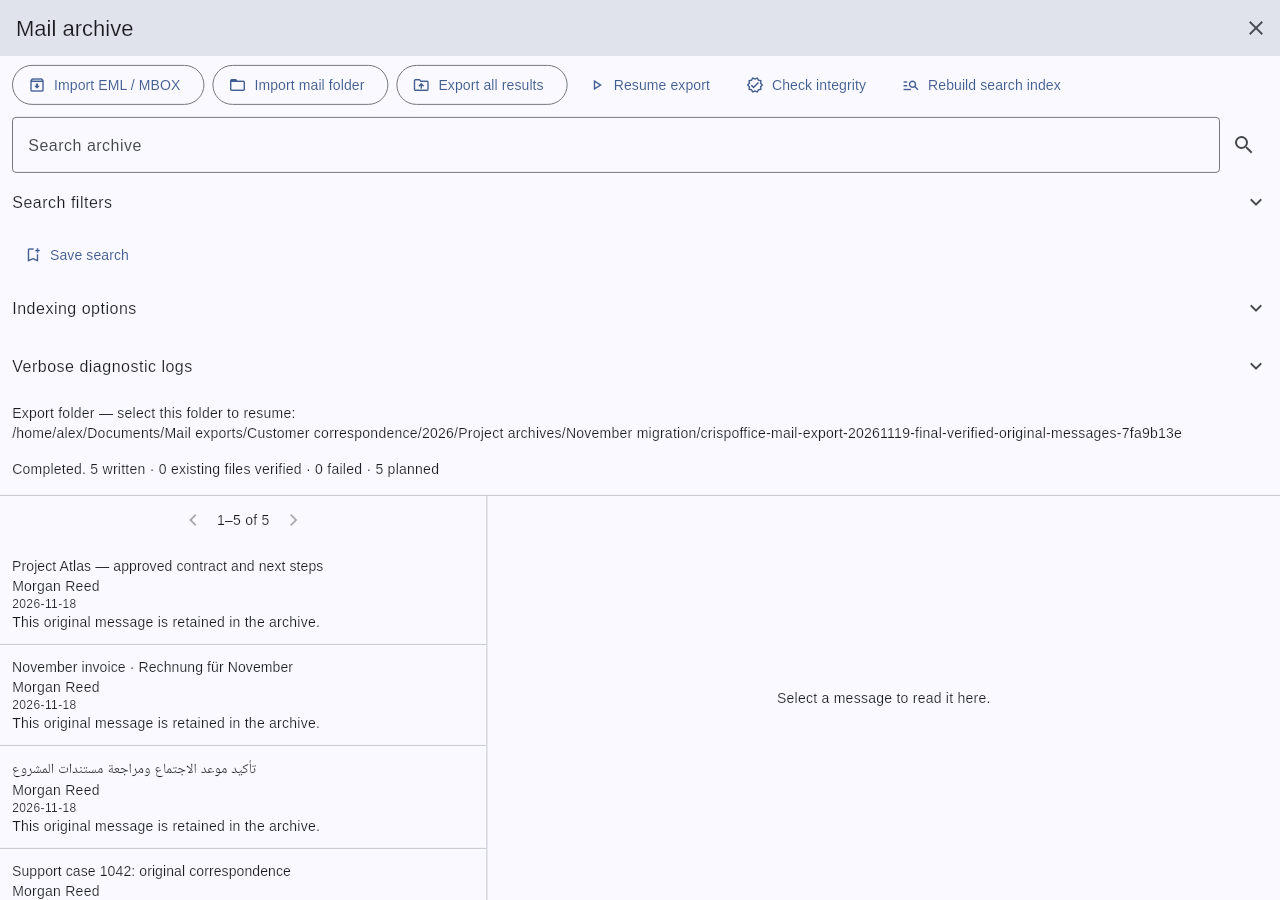 Mail archive
Import EML / MBOX
Import mail folder
Export all results
Resume export
Check integrity
Rebuild search index
Search archive
Search filters
Save search
Indexing options
Verbose diagnostic logs
Export folder — select this folder to resume:
/home/alex/Documents/Mail exports/Customer correspondence/2026/Project archives/November migration/crispoffice-mail-export-20261119-final-verified-original-messages-7fa9b13e
Completed. 5 written · 0 existing files verified · 0 failed · 5 planned
1–5 of 5
Project Atlas — approved contract and next steps
Morgan Reed
2026-11-18
This original message is retained in the archive.
November invoice · Rechnung für November
Morgan Reed
2026-11-18
This original message is retained in the archive.
تأكيد موعد الاجتماع ومراجعة مستندات المشروع
Morgan Reed
2026-11-18
This original message is retained in the archive.
Support case 1042: original correspondence
Morgan Reed
Select a message to read it here.